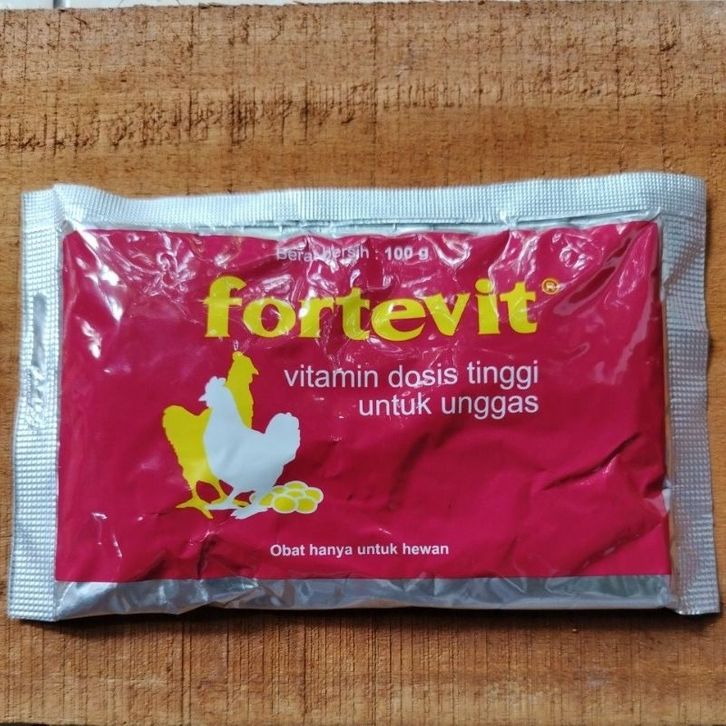 Berat bersih : 100 g
fortevit®
vitamin dosis tinggi
untuk unggas
Obat hanya untuk hewan